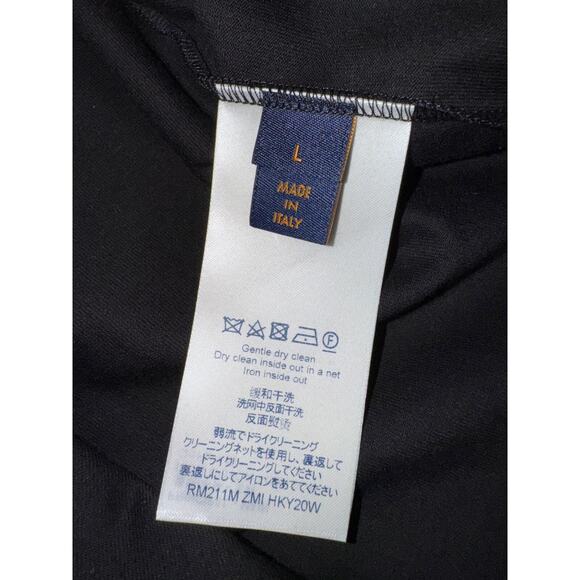 L
MADE
IN
ITALY
Gentle dry clean
Dry clean inside out in a net
Iron inside out
缓和干洗
洗网中反面干洗
反面熨烫
弱流でドライクリーニング
クリーニングネットを使用し、裏返して
ドライクリーニングしてください
裏返しにしてアイロンをあててください
RM211M ZMI HKY20W